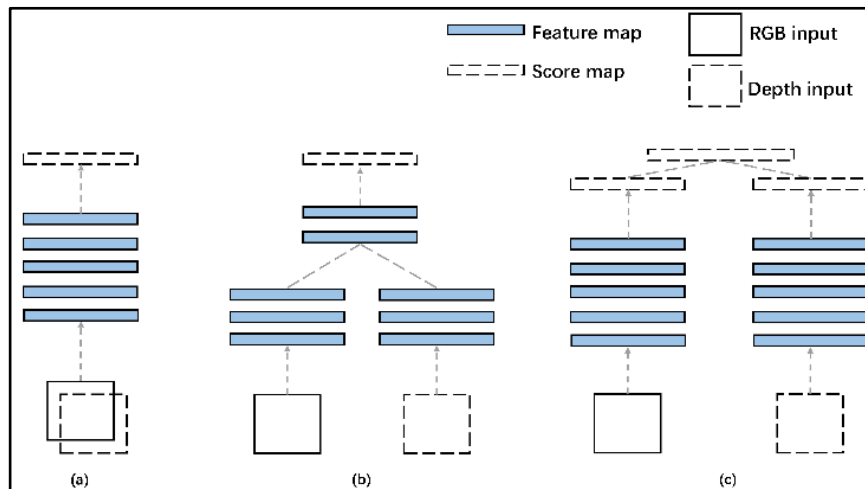 Feature map
RGB input
Score map
Depth input
(a)
(b)
(c)